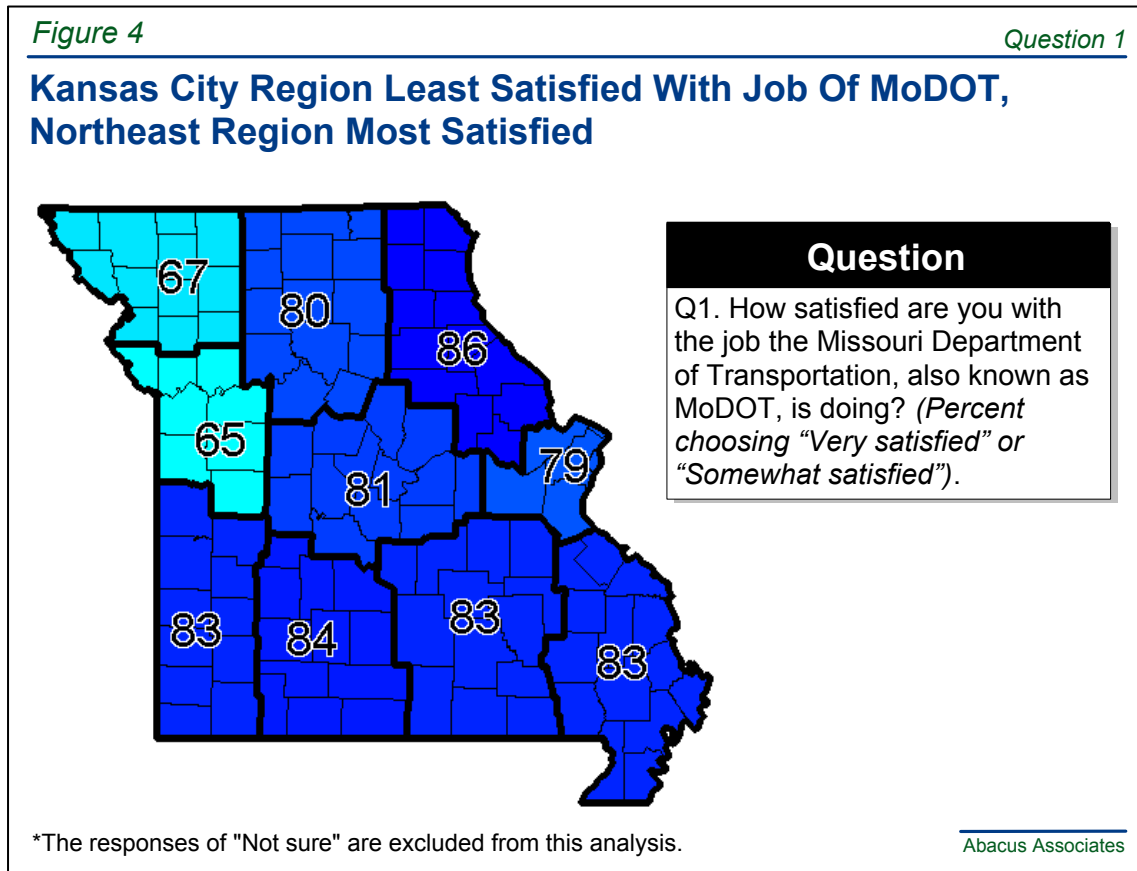 Figure 4
Question 1
Kansas City Region Least Satisfied With Job Of MoDOT,
Northeast Region Most Satisfied
67
80
86
65
81
79
83
84
83
83
Question
Q1. How satisfied are you with
the job the Missouri Department
of Transportation, also known as
MoDOT, is doing? (Percent
choosing “Very satisfied” or
“Somewhat satisfied”).
*The responses of "Not sure" are excluded from this analysis.
Abacus Associates